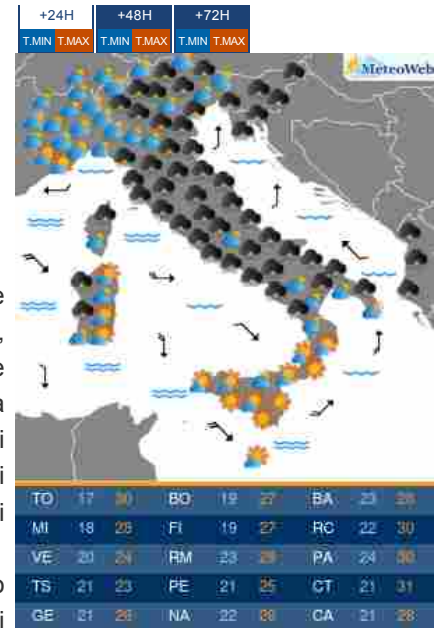 +24H +48H +72H
T.MIN T.MAX T.MIN T.MAX T.MIN T.MAX
MeteoWeb
e
,
e
a
i
i
i
o
i
TO 17 30 BO 19 27 BA 23 28
MI 18 28 FI 19 27 RC 22 30
VE 20 24 RM 23 28 PA 24 30
TS 21 23 PE 21 25 CT 21 31
GE 21 26 NA 22 28 CA 21 28